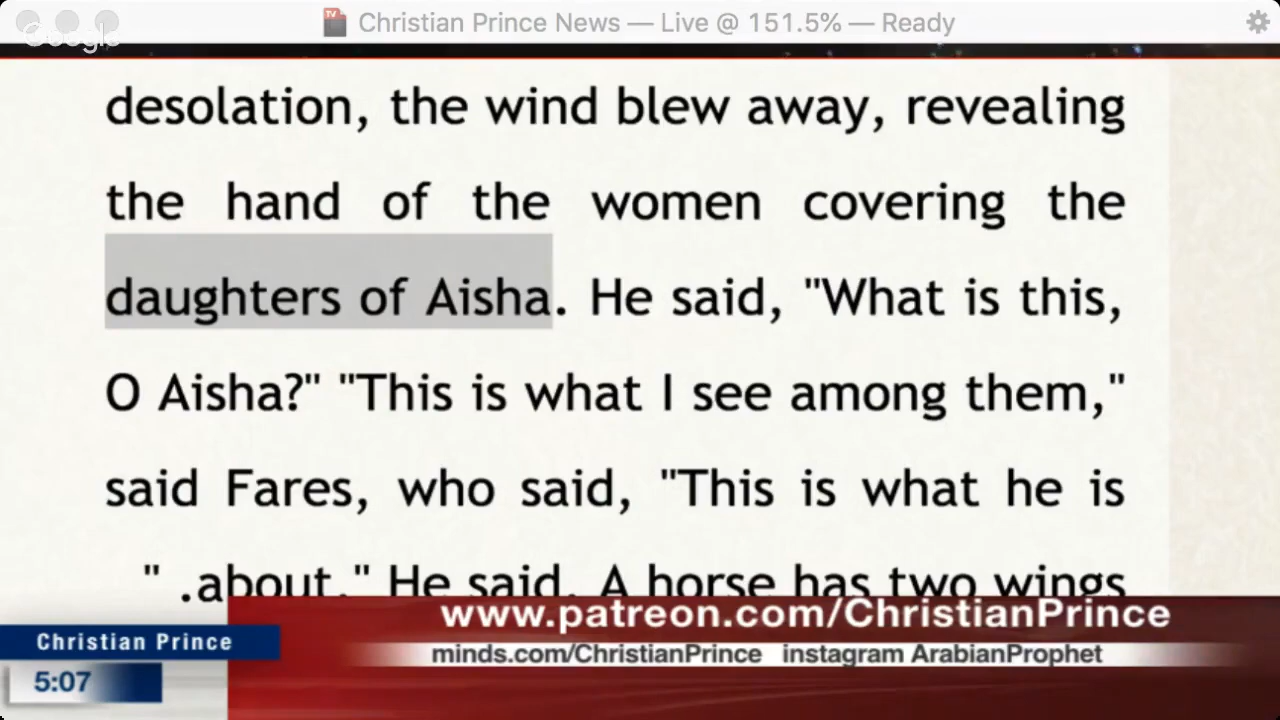 Christian Prince News — Live @ 151.5% — Ready
Google
desolation, the wind blew away, revealing
the hand of the women covering the
daughters of Aisha. He said, "What is this,
O Aisha?" "This is what I see among them,"
said Fares, who said, "This is what he is
" .about." He said, A horse has two wings
www.patreon.com/ChristianPrince
Christian Prince
minds.com/ChristianPrince instagram ArabianProphet
5:07